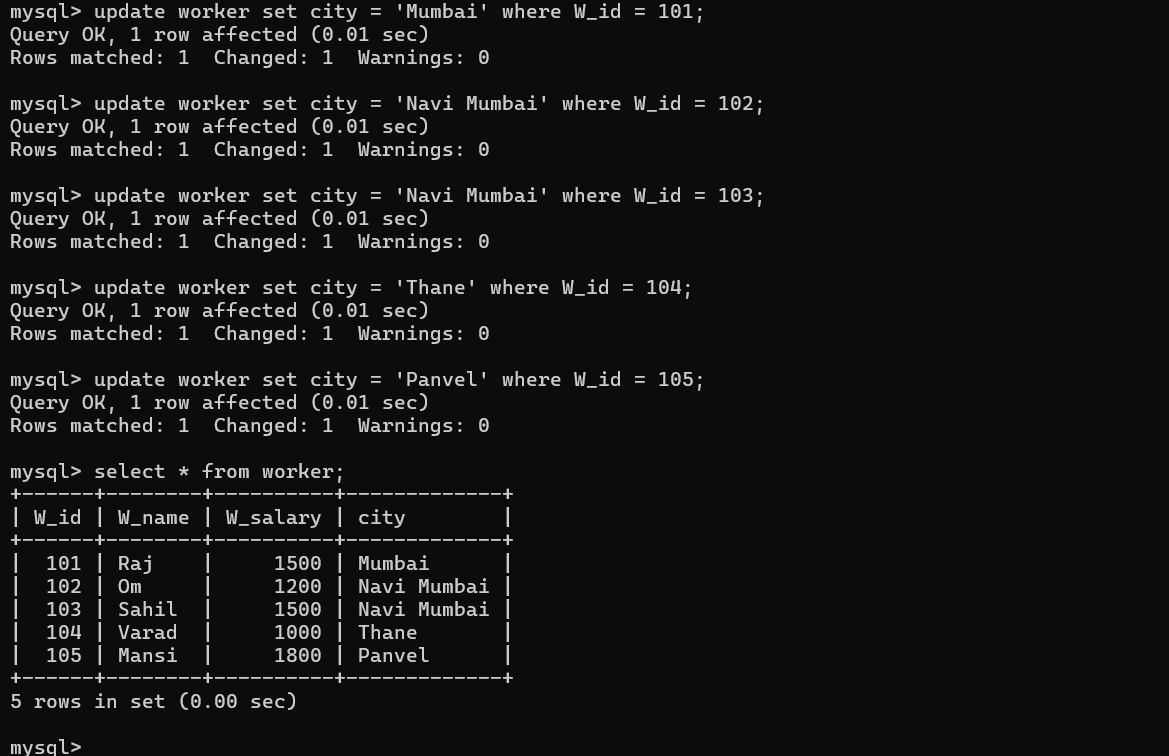 mysql> update worker set city = 'Mumbai' where W_id = 101;
Query OK, 1 row affected (0.01 sec)
Rows matched: 1  Changed: 1  Warnings: 0

mysql> update worker set city = 'Navi Mumbai' where W_id = 102;
Query OK, 1 row affected (0.01 sec)
Rows matched: 1  Changed: 1  Warnings: 0

mysql> update worker set city = 'Navi Mumbai' where W_id = 103;
Query OK, 1 row affected (0.01 sec)
Rows matched: 1  Changed: 1  Warnings: 0

mysql> update worker set city = 'Thane' where W_id = 104;
Query OK, 1 row affected (0.01 sec)
Rows matched: 1  Changed: 1  Warnings: 0

mysql> update worker set city = 'Panvel' where W_id = 105;
Query OK, 1 row affected (0.01 sec)
Rows matched: 1  Changed: 1  Warnings: 0

mysql> select * from worker;
+------+--------+----------+-------------+
| W_id | W_name | W_salary | city        |
+------+--------+----------+-------------+
|  101 | Raj    |     1500 | Mumbai      |
|  102 | Om     |     1200 | Navi Mumbai |
|  103 | Sahil  |     1500 | Navi Mumbai |
|  104 | Varad  |     1000 | Thane       |
|  105 | Mansi  |     1800 | Panvel      |
+------+--------+----------+-------------+
5 rows in set (0.00 sec)

mysql>